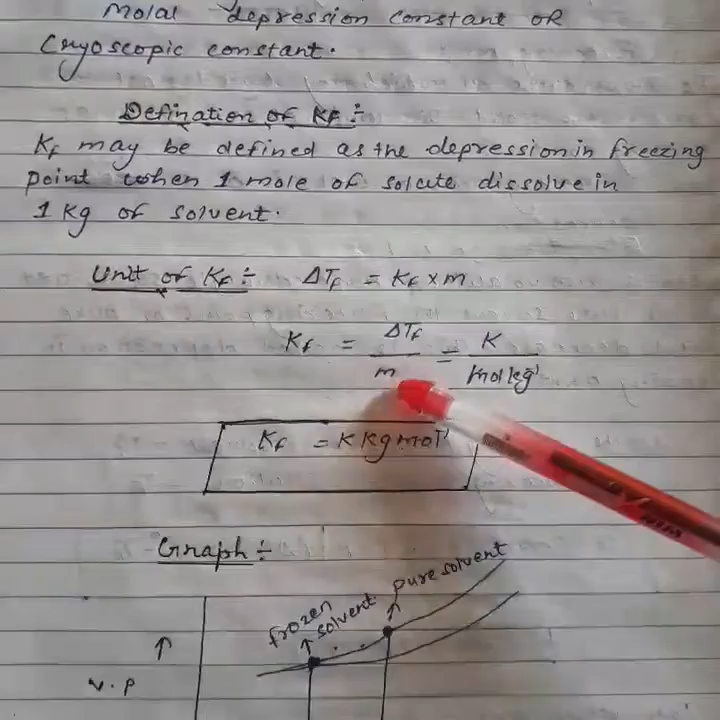 Molal depression constant OR
Cryoscopic constant.
Defination of Kf ÷
Kf may be defined as the depression in freezing
point when 1 mole of solute dissolve in
1 Kg of solvent.
Unit of Kf ÷ ΔTf = Kf × m
Kf = ΔTf / m = K / mol kg⁻¹
Kf = K Kg mol⁻¹
Graph ÷
pure solvent
frozen
solvent
↑
v.p